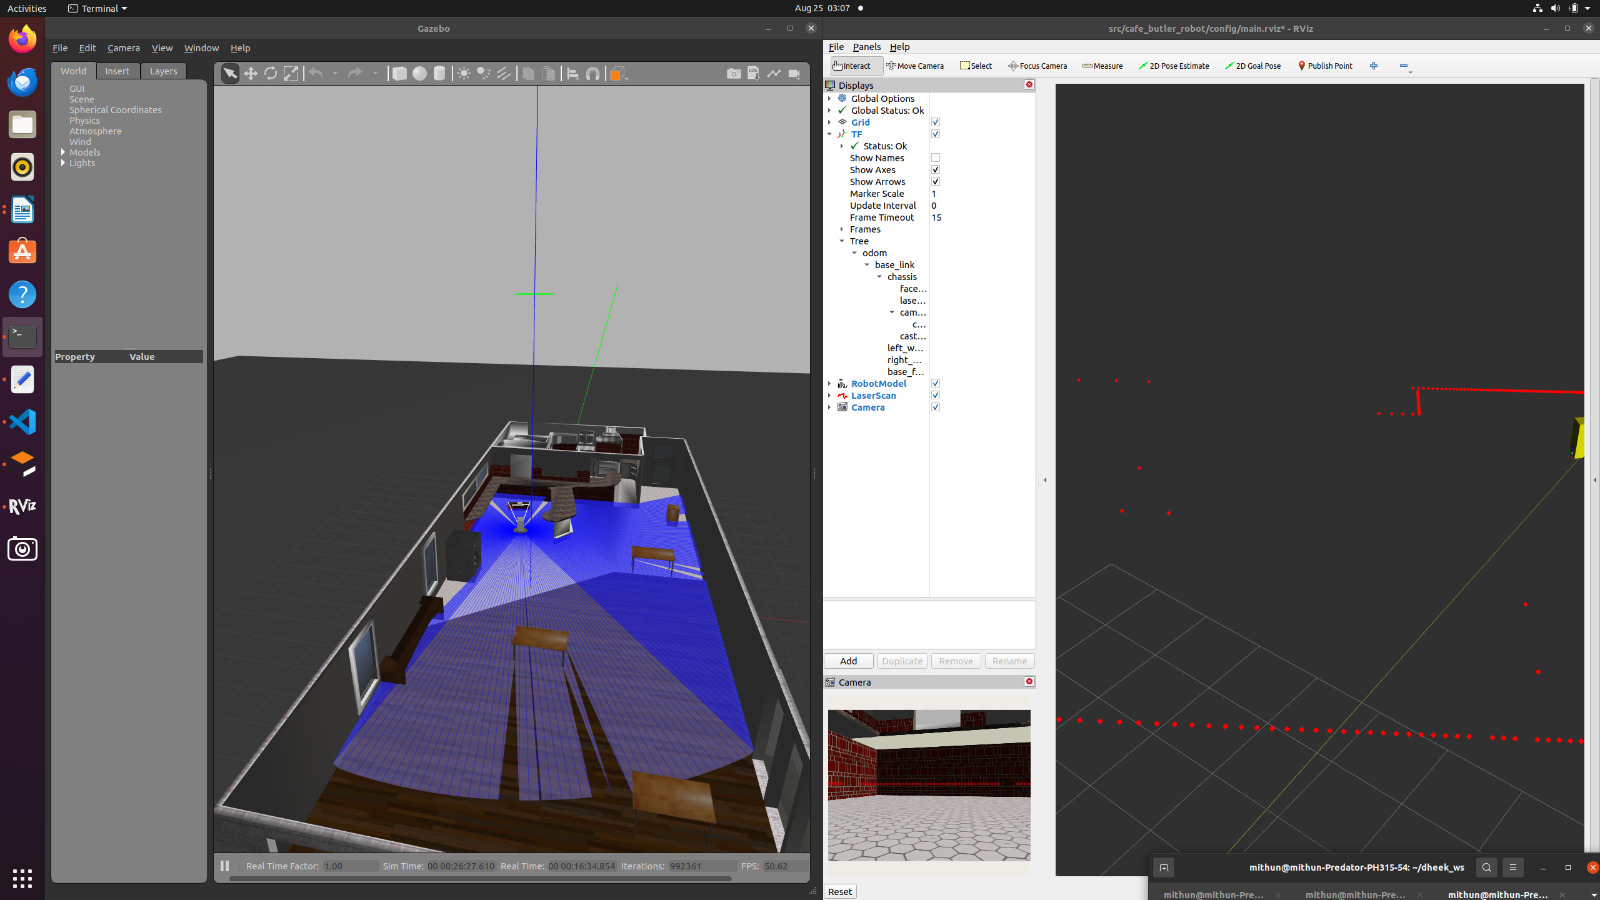 Activities
Terminal
Aug 25 03:07
Gazebo
File Edit Camera View Window Help
World Insert Layers
GUI
Scene
Spherical Coordinates
Physics
Atmosphere
Wind
Models
Lights
Property Value
Real Time Factor: 1.00 Sim Time: 00 00:26:27.610 Real Time: 00 00:16:34.854 Iterations: 992361 FPS: 50.62
src/cafe_butler_robot/config/main.rviz* - RViz
File Panels Help
Interact Move Camera Select Focus Camera Measure 2D Pose Estimate 2D Goal Pose Publish Point
Displays
Global Options
Global Status: Ok
Grid
TF
Status: Ok
Show Names
Show Axes
Show Arrows
Marker Scale 1
Update Interval 0
Frame Timeout 15
Frames
Tree
odom
base_link
chassis
face...
lase...
cam...
c...
cast...
left_w...
right_...
base_f...
RobotModel
LaserScan
Camera
Add Duplicate Remove Rename
Camera
Reset
RViz
mithun@mithun-Predator-PH315-54: ~/dheek_ws
mithun@mithun-Pre... mithun@mithun-Pre... mithun@mithun-Pre...